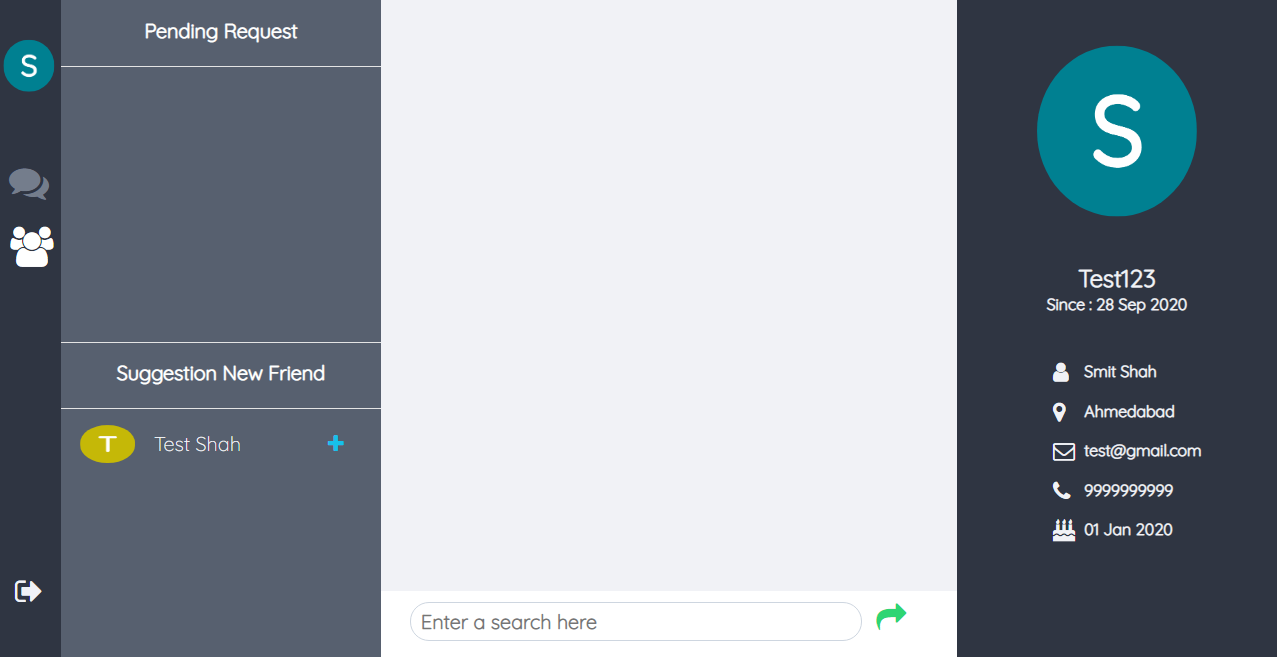 S
Pending Request
Suggestion New Friend
T Test Shah
Enter a search here
S
Test123
Since : 28 Sep 2020
Smit Shah
Ahmedabad
test@gmail.com
9999999999
01 Jan 2020